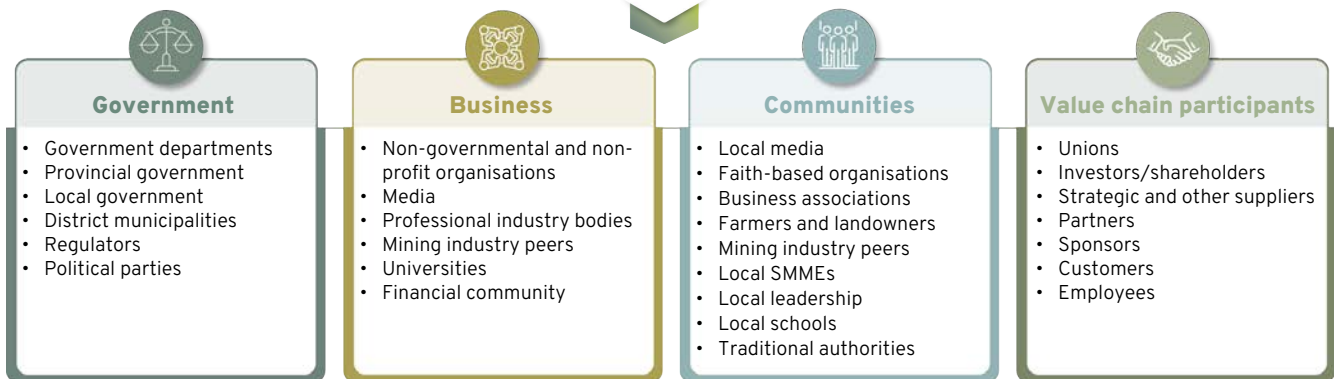 Government
• Government departments
• Provincial government
• Local government
• District municipalities
• Regulators
• Political parties
Business
• Non-governmental and non-
profit organisations
• Media
• Professional industry bodies
• Mining industry peers
• Universities
• Financial community
Communities
• Local media
• Faith-based organisations
• Business associations
• Farmers and landowners
• Mining industry peers
• Local SMMEs
• Local leadership
• Local schools
• Traditional authorities
Value chain participants
• Unions
• Investors/shareholders
• Strategic and other suppliers
• Partners
• Sponsors
• Customers
• Employees